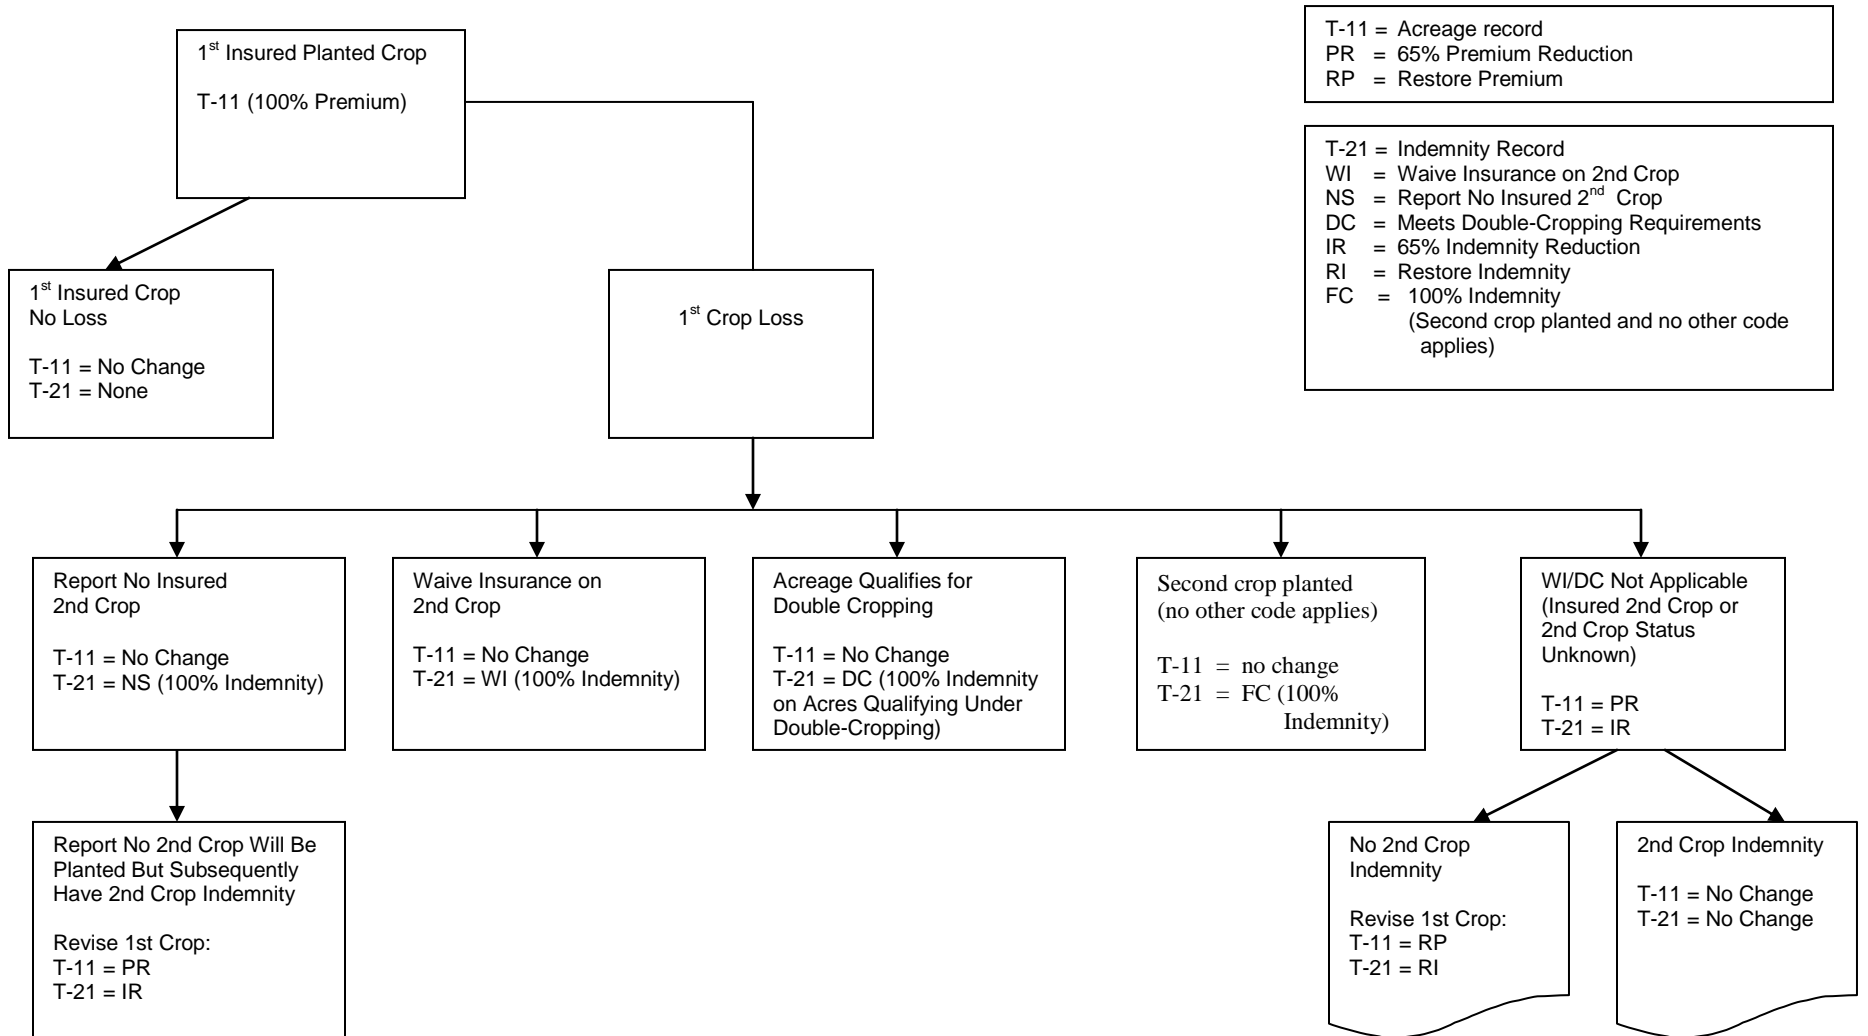 1st Insured Planted Crop
T-11 (100% Premium)
T-11 = Acreage record
PR = 65% Premium Reduction
RP = Restore Premium
T-21 = Indemnity Record
WI = Waive Insurance on 2nd Crop
NS = Report No Insured 2nd Crop
DC = Meets Double-Cropping Requirements
IR = 65% Indemnity Reduction
RI = Restore Indemnity
FC = 100% Indemnity
(Second crop planted and no other code
applies)
1st Insured Crop
No Loss
T-11 = No Change
T-21 = None
1st Crop Loss
Report No Insured
2nd Crop
T-11 = No Change
T-21 = NS (100% Indemnity)
Waive Insurance on
2nd Crop
T-11 = No Change
T-21 = WI (100% Indemnity)
Acreage Qualifies for
Double Cropping
T-11 = No Change
T-21 = DC (100% Indemnity
on Acres Qualifying Under
Double-Cropping)
Second crop planted
(no other code applies)
T-11 = no change
T-21 = FC (100%
Indemnity)
WI/DC Not Applicable
(Insured 2nd Crop or
2nd Crop Status
Unknown)
T-11 = PR
T-21 = IR
Report No 2nd Crop Will Be
Planted But Subsequently
Have 2nd Crop Indemnity
Revise 1st Crop:
T-11 = PR
T-21 = IR
No 2nd Crop
Indemnity
Revise 1st Crop:
T-11 = RP
T-21 = RI
2nd Crop Indemnity
T-11 = No Change
T-21 = No Change